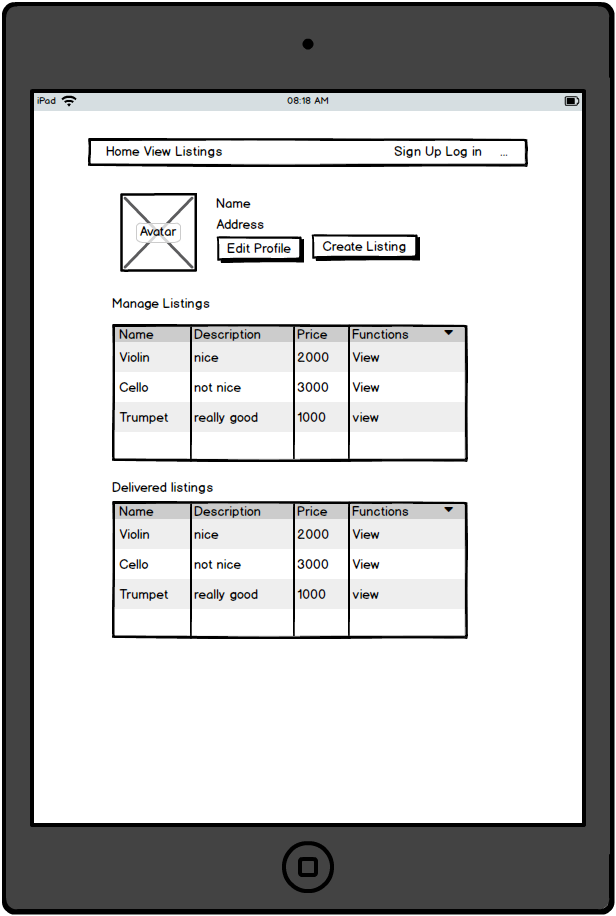 iPad 08:18 AM
Home View Listings Sign Up Log in ...
Avatar
Name
Address
Edit Profile Create Listing
Manage Listings
Name Description Price Functions
Violin nice 2000 View
Cello not nice 3000 View
Trumpet really good 1000 view
Delivered listings
Name Description Price Functions
Violin nice 2000 View
Cello not nice 3000 View
Trumpet really good 1000 view